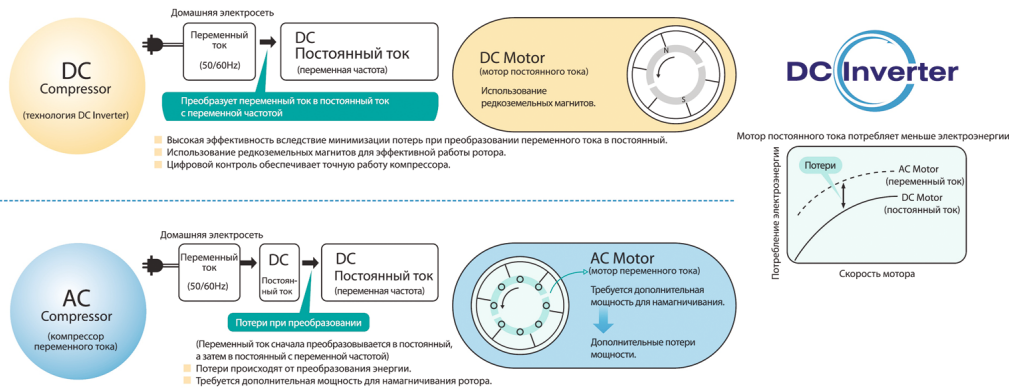 DC
Compressor
(технология DC Inverter)
Домашняя электросеть
Переменный
ток
(50/60Hz)
DC
Постоянный ток
(переменная частота)
Преобразует переменный ток в постоянный ток
с переменной частотой
DC Motor
(мотор постоянного тока)
Использование
редкоземельных магнитов.
N
S
Высокая эффективность вследствие минимизации потерь при преобразовании переменного тока в постоянный.
Использование редкоземельных магнитов для эффективной работы ротора.
Цифровой контроль обеспечивает точную работу компрессора.
DC Inverter
Мотор постоянного тока потребляет меньше электроэнергии
Потребление электроэнергии
Потери
AC Motor
(переменный ток)
DC Motor
(постоянный ток)
Скорость мотора
AC
Compressor
(компрессор
переменного тока)
Домашняя электросеть
Переменный
ток
(50/60Hz)
DC
Постоян-
ный ток
DC
Постоянный ток
(переменная частота)
Потери при преобразовании
(Переменный ток сначала преобразовывается в постоянный,
а затем в постоянный с переменной частотой)
Потери происходят от преобразования энергии.
Требуется дополнительная мощность для намагничивания ротора.
AC Motor
(мотор переменного тока)
Требуется дополнительная
мощность для намагничивания.
Дополнительные потери
мощности.